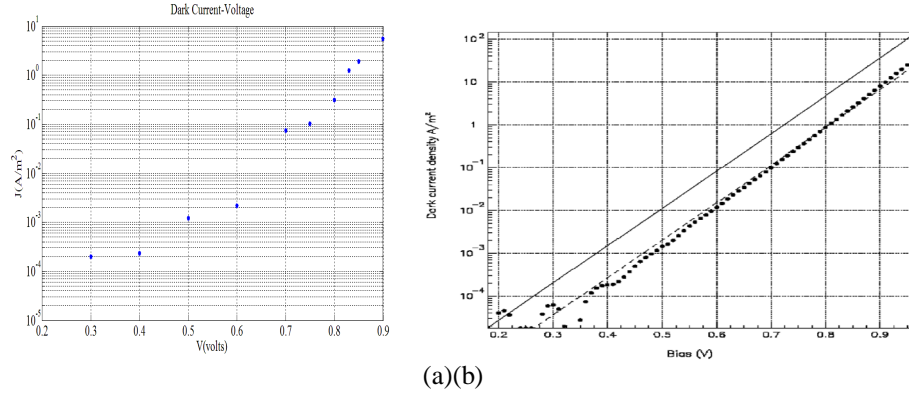 Dark Current-Voltage
10^1
10^0
10^-1
10^-2
10^-3
10^-4
10^-5
J(A/m^2)
0.2 0.3 0.4 0.5 0.6 0.7 0.8 0.9
V(volts)
10^2
10
1
10^-1
10^-2
10^-3
10^-4
Dark current density A/m^2
0.2 0.3 0.4 0.5 0.6 0.7 0.8 0.9
Bias (V)
(a)(b)